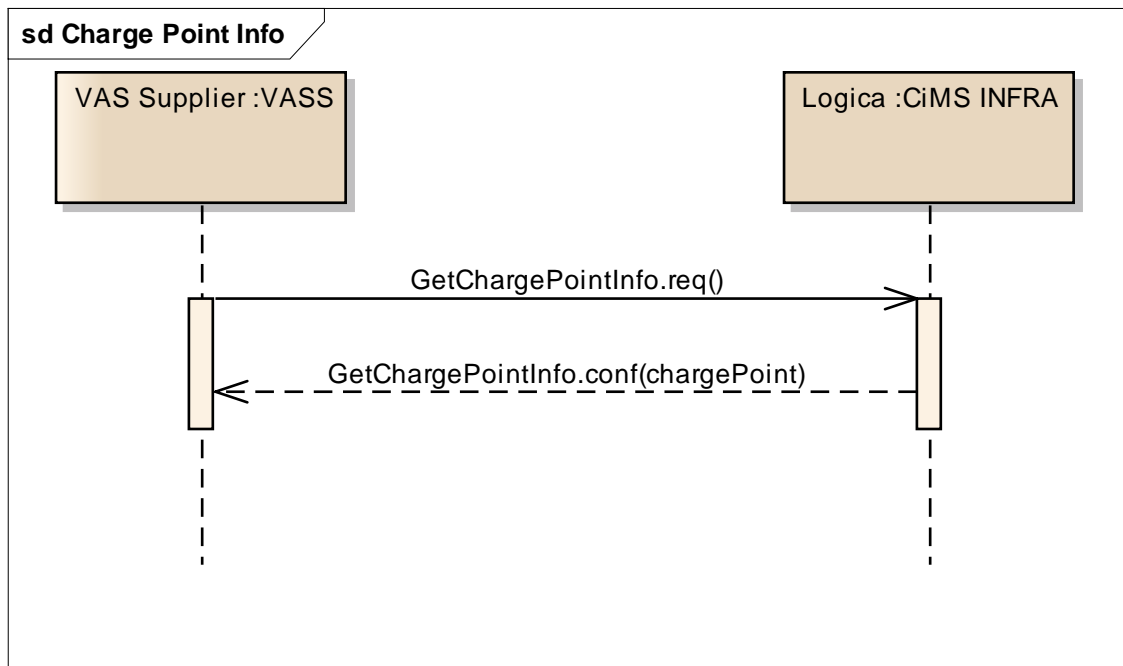 sd Charge Point Info
VAS Supplier :VASS
Logica :CiMS INFRA
GetChargePointInfo.req()
GetChargePointInfo.conf(chargePoint)